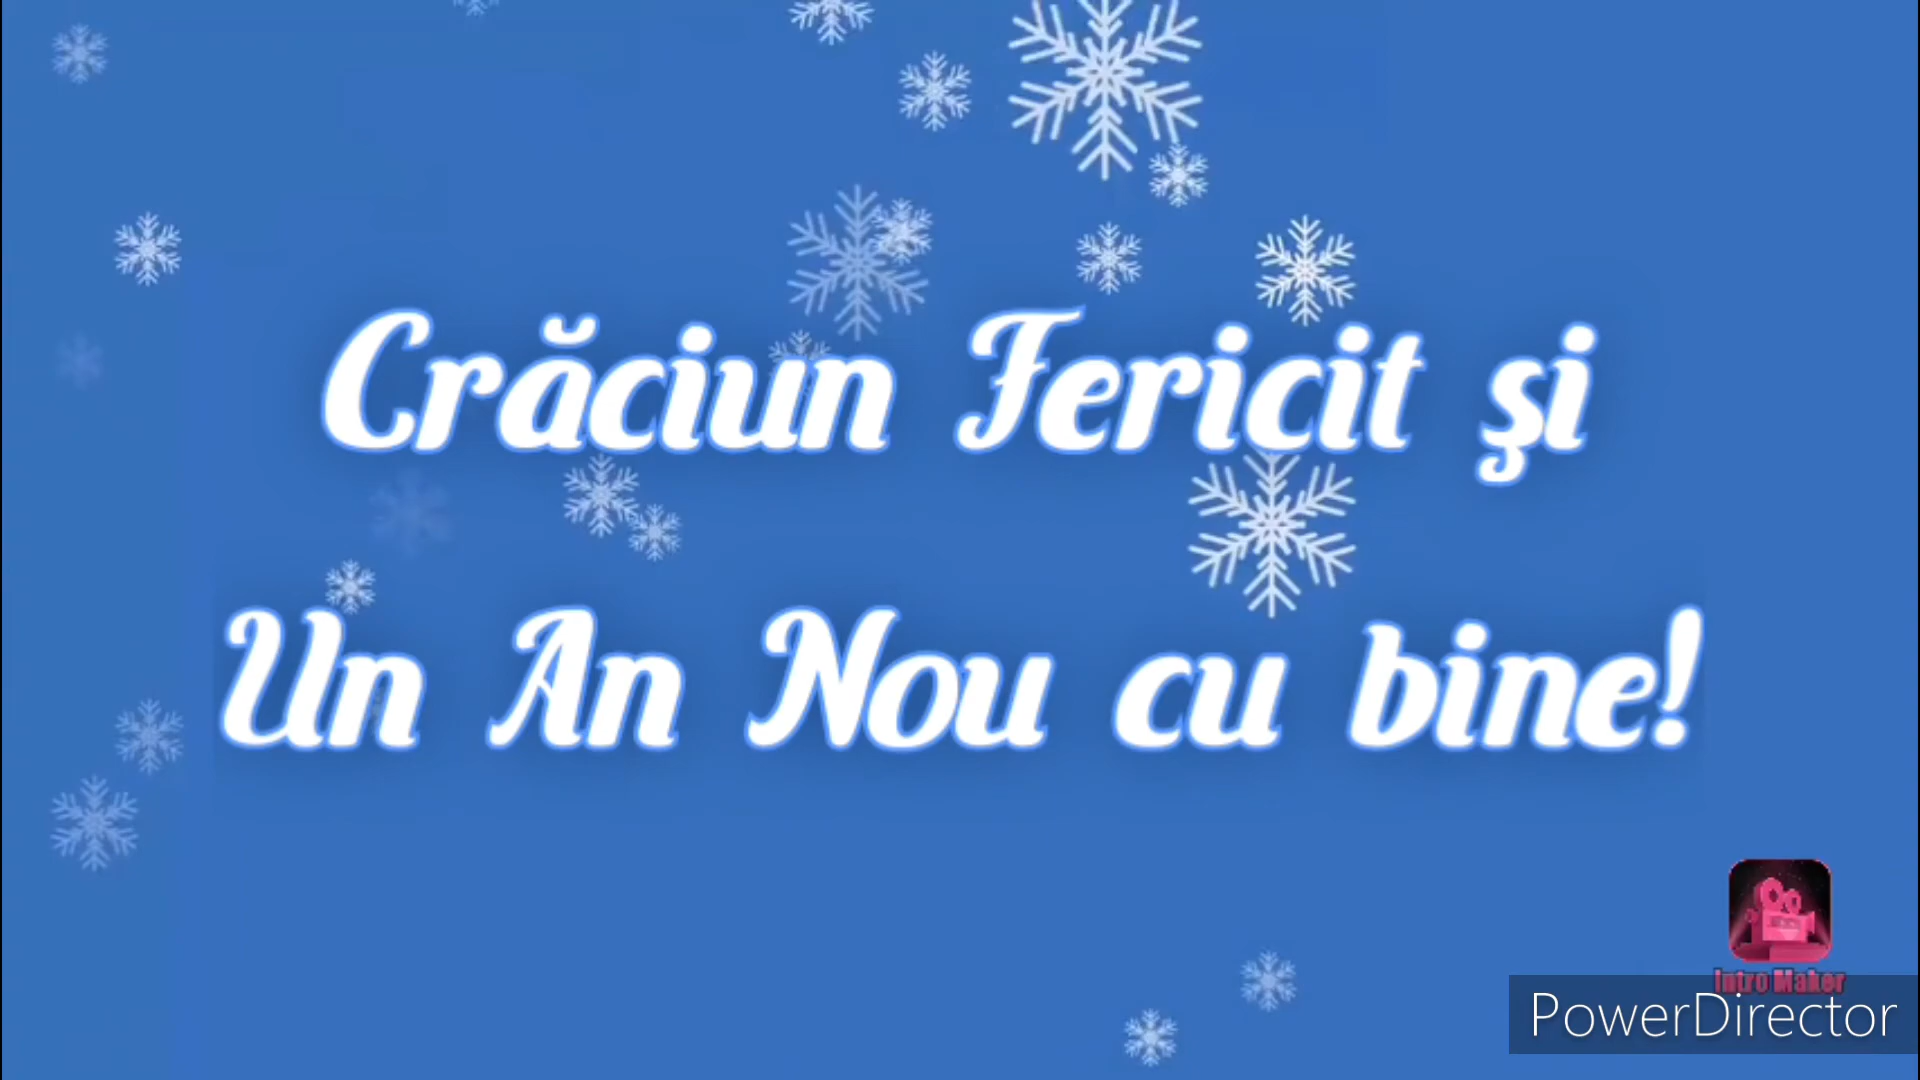 Crăciun Fericit şi
Un An Nou cu bine!
Intro Maker
PowerDirector